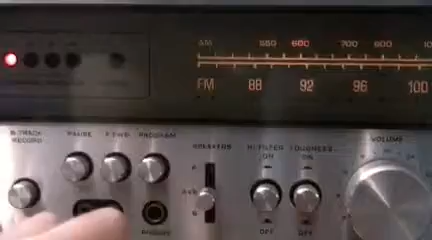 AM 550 600 700 800
FM 88 92 96 100
8-TRACK RECORD
PAUSE F.FWD PROGRAM
SPEAKERS
A
A+B
B
HI FILTER ON
LOUDNESS ON
VOLUME
OFF OFF